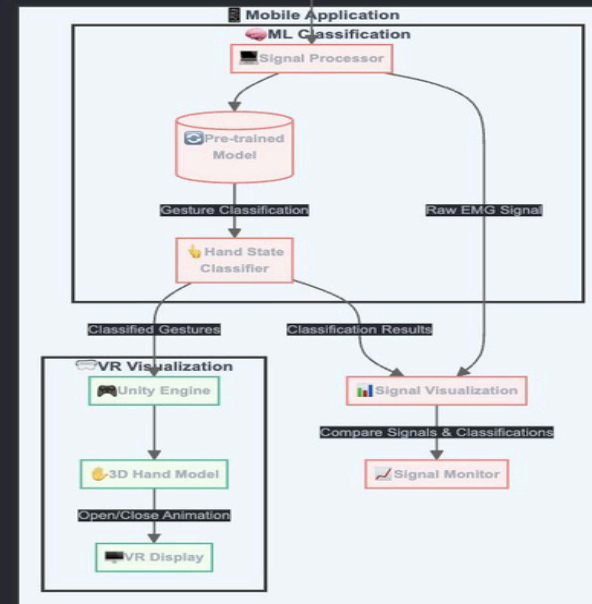 Mobile Application
ML Classification
Signal Processor
Pre-trained
Model
Gesture Classification
Raw EMG Signal
Hand State
Classifier
Classified Gestures
Classification Results
VR Visualization
Unity Engine
Signal Visualization
Compare Signals & Classifications
3D Hand Model
Signal Monitor
Open/Close Animation
VR Display